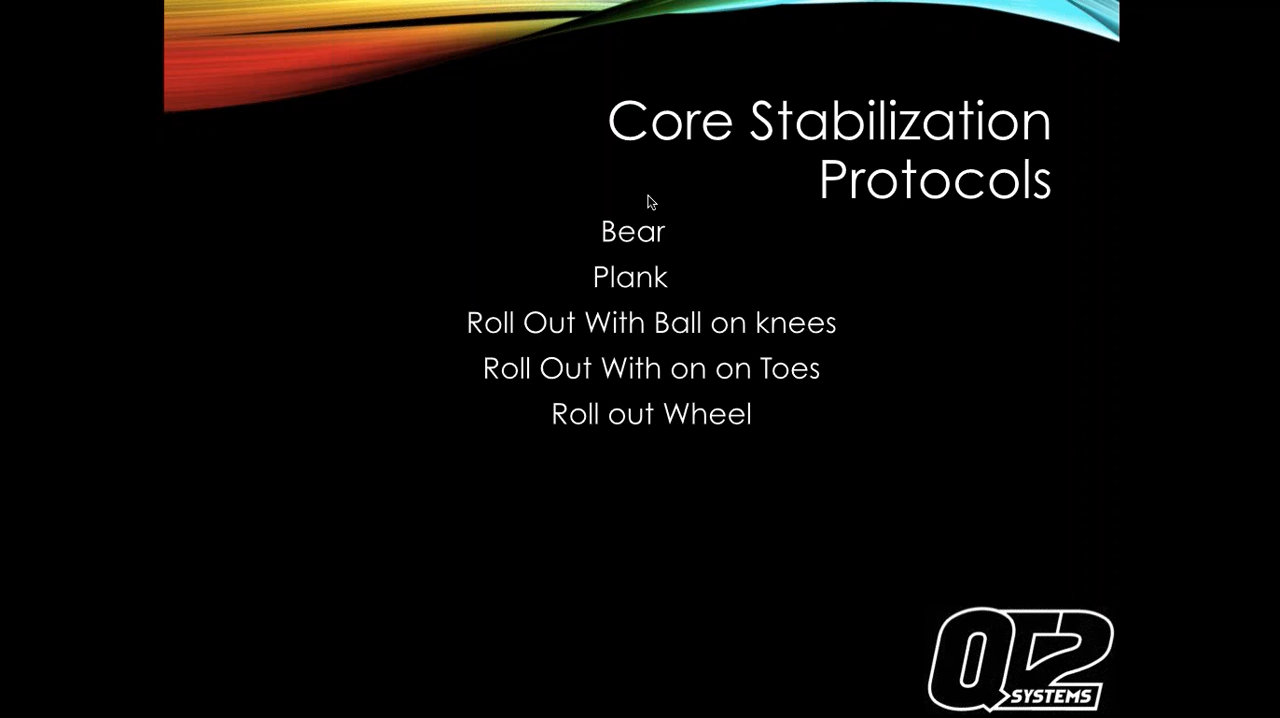 Core Stabilization
Protocols
Bear
Plank
Roll Out With Ball on knees
Roll Out With on on Toes
Roll out Wheel
QT2
SYSTEMS